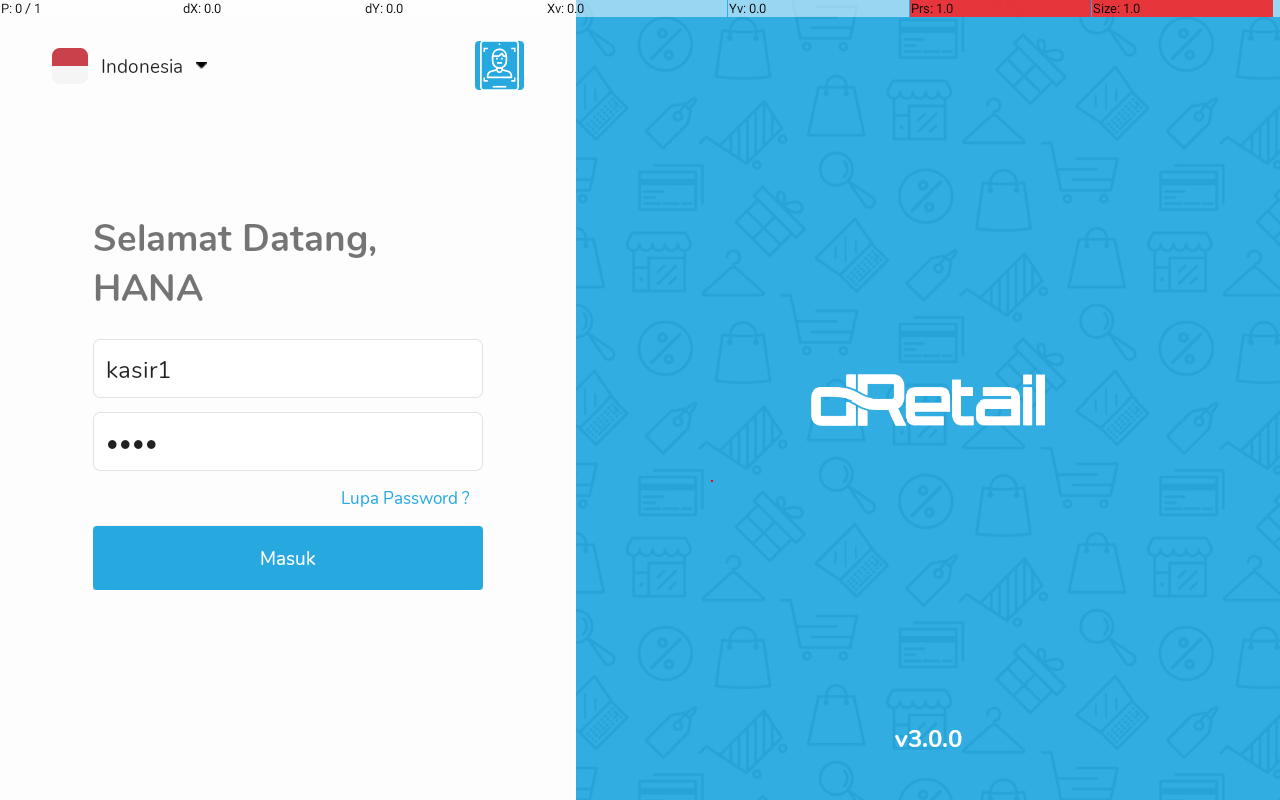 P: 0 / 1 dX: 0.0 dY: 0.0 Xv: 0.0 Yv: 0.0 Prs: 1.0 Size: 1.0
Indonesia
Selamat Datang,
HANA
kasir1
••••
Lupa Password ?
Masuk
dRetail
v3.0.0